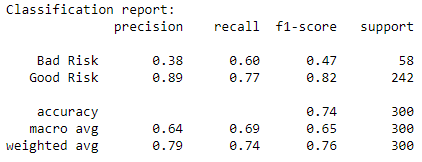 Classification report:
precision recall f1-score support
Bad Risk 0.38 0.60 0.47 58
Good Risk 0.89 0.77 0.82 242
accuracy 0.74 300
macro avg 0.64 0.69 0.65 300
weighted avg 0.79 0.74 0.76 300